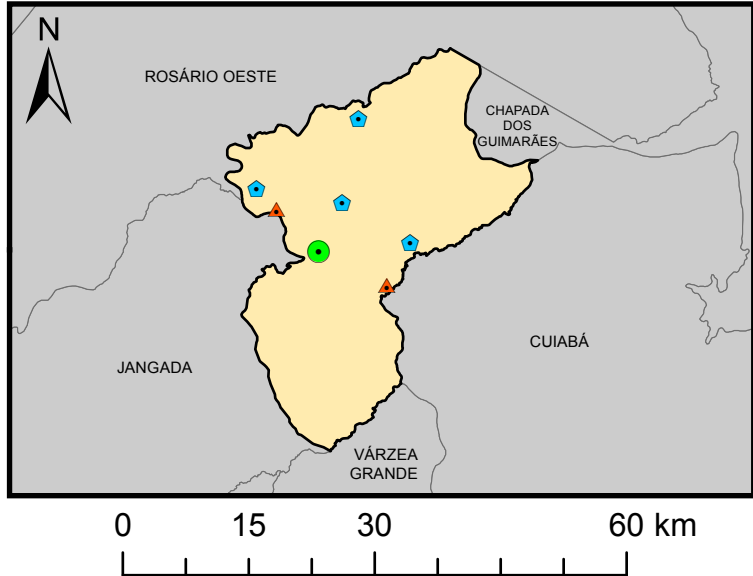 N
ROSÁRIO OESTE
CHAPADA
DOS
GUIMARÃES
CUIABÁ
JANGADA
VÁRZEA
GRANDE
0 15 30 60 km